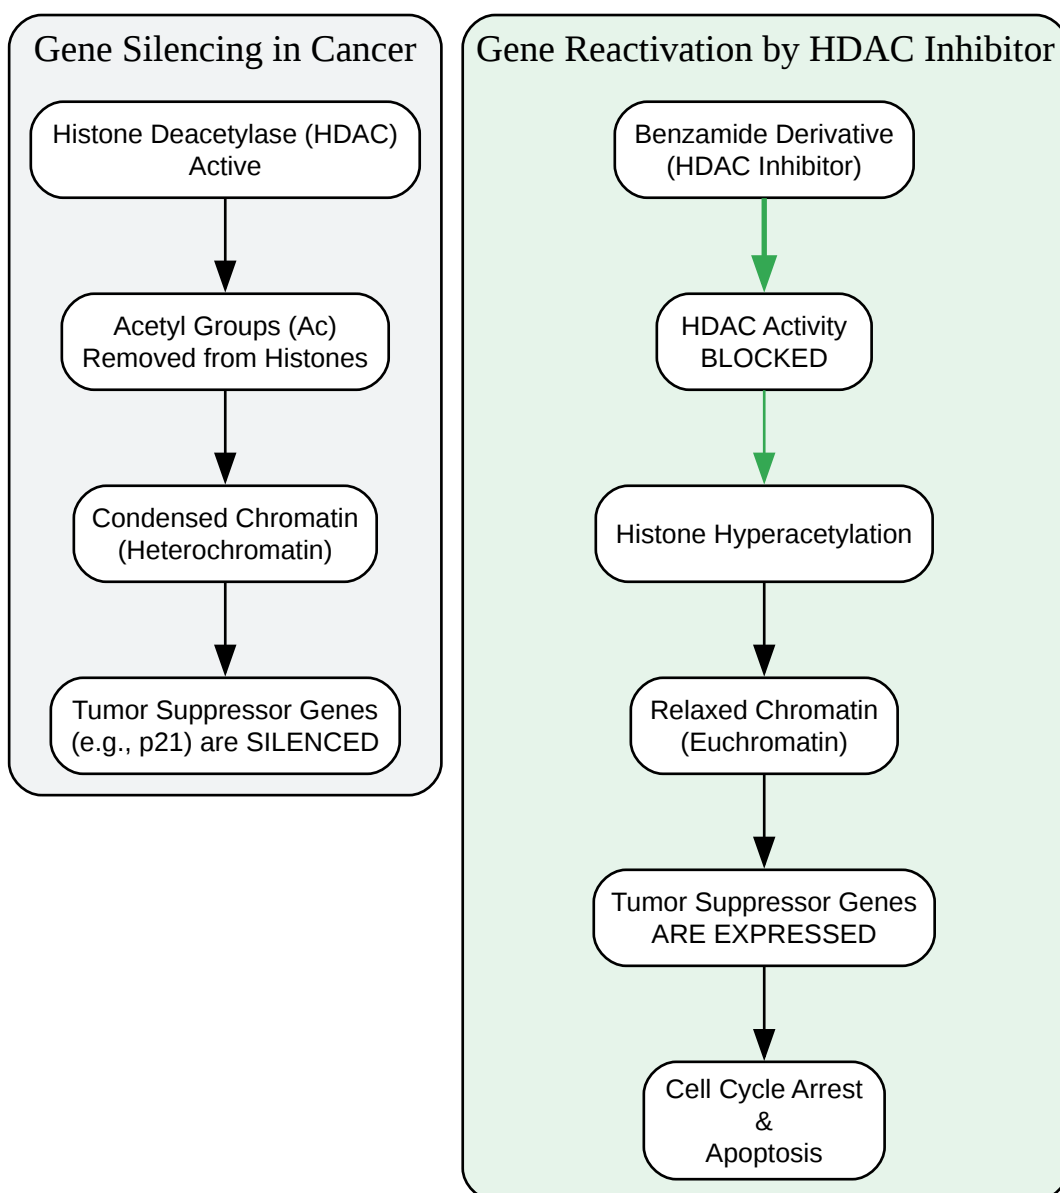 Gene Silencing in Cancer
Histone Deacetylase (HDAC)
Active
Acetyl Groups (Ac)
Removed from Histones
Condensed Chromatin
(Heterochromatin)
Tumor Suppressor Genes
(e.g., p21) are SILENCED
Gene Reactivation by HDAC Inhibitor
Benzamide Derivative
(HDAC Inhibitor)
HDAC Activity
BLOCKED
Histone Hyperacetylation
Relaxed Chromatin
(Euchromatin)
Tumor Suppressor Genes
ARE EXPRESSED
Cell Cycle Arrest
&
Apoptosis